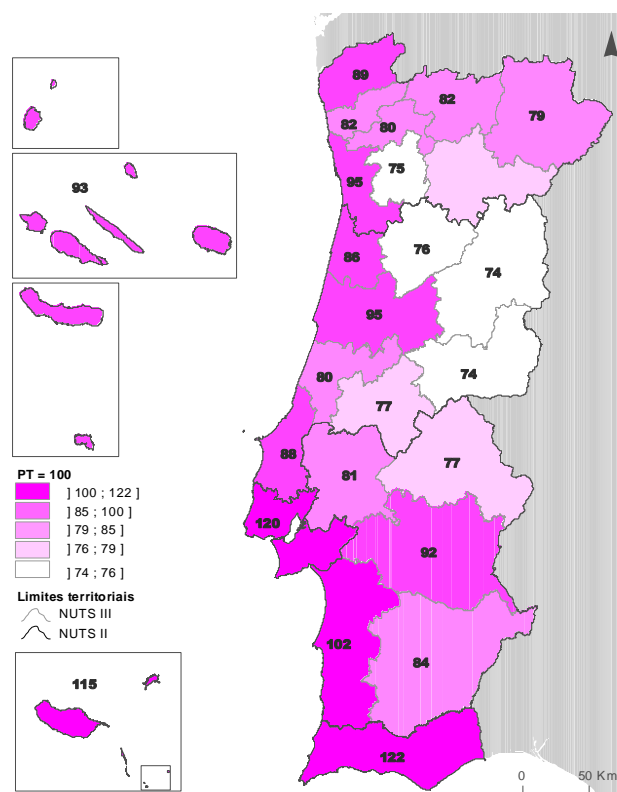 89
82
79
82
80
75
95
93
76
86
74
95
80
74
77
88
77
81
PT = 100
] 100 ; 122 ]
] 85 ; 100 ]
] 79 ; 85 ]
] 76 ; 79 ]
] 74 ; 76 ]
120
92
Limites territoriais
NUTS III
NUTS II
102
84
115
122
0 50 Km